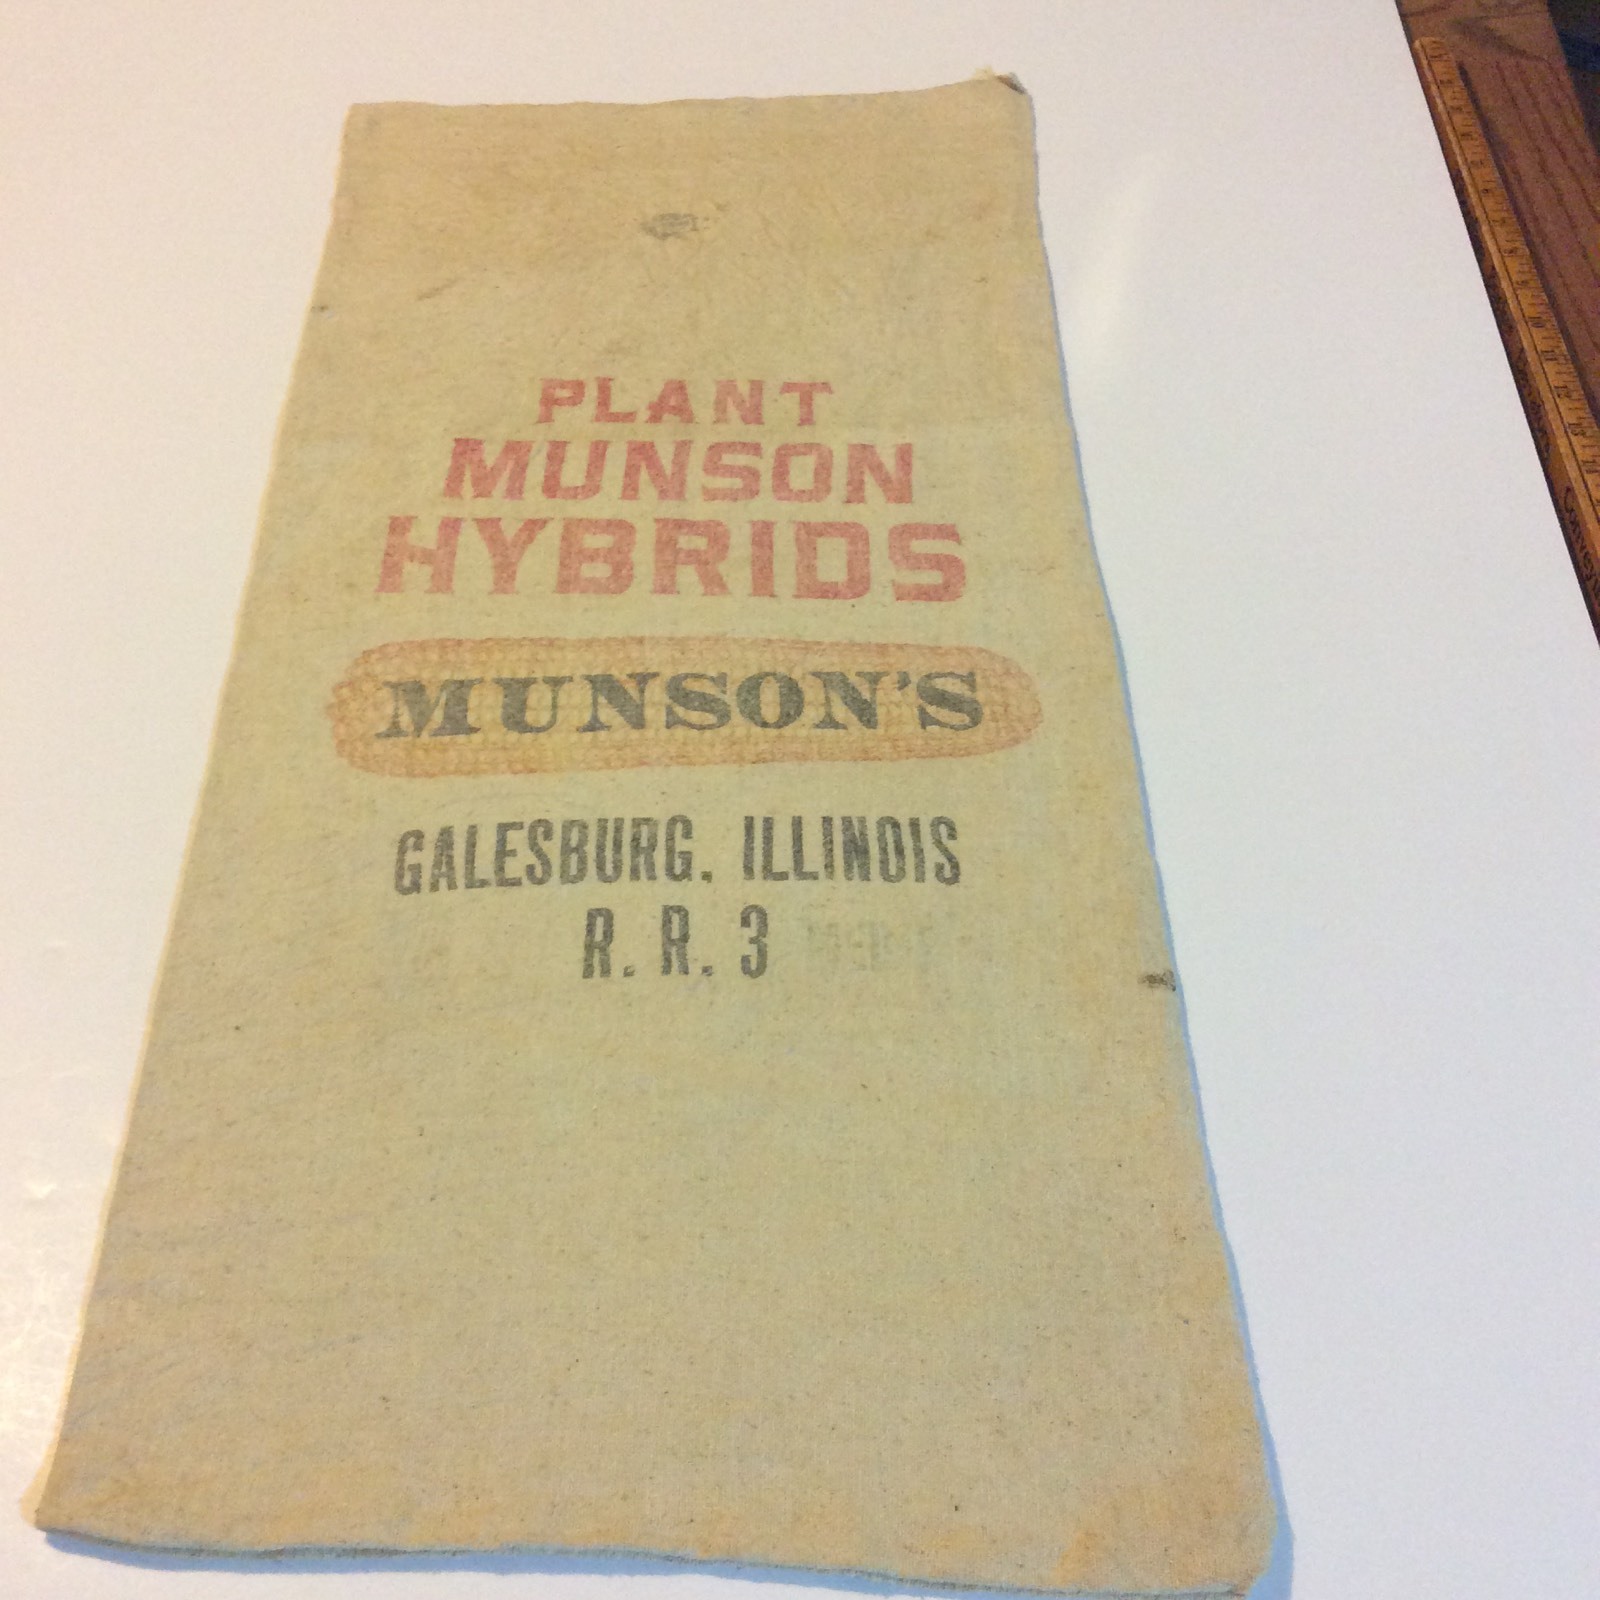 PLANT
MUNSON
HYBRIDS
MUNSON'S
GALESBURG, ILLINOIS
R. R. 3